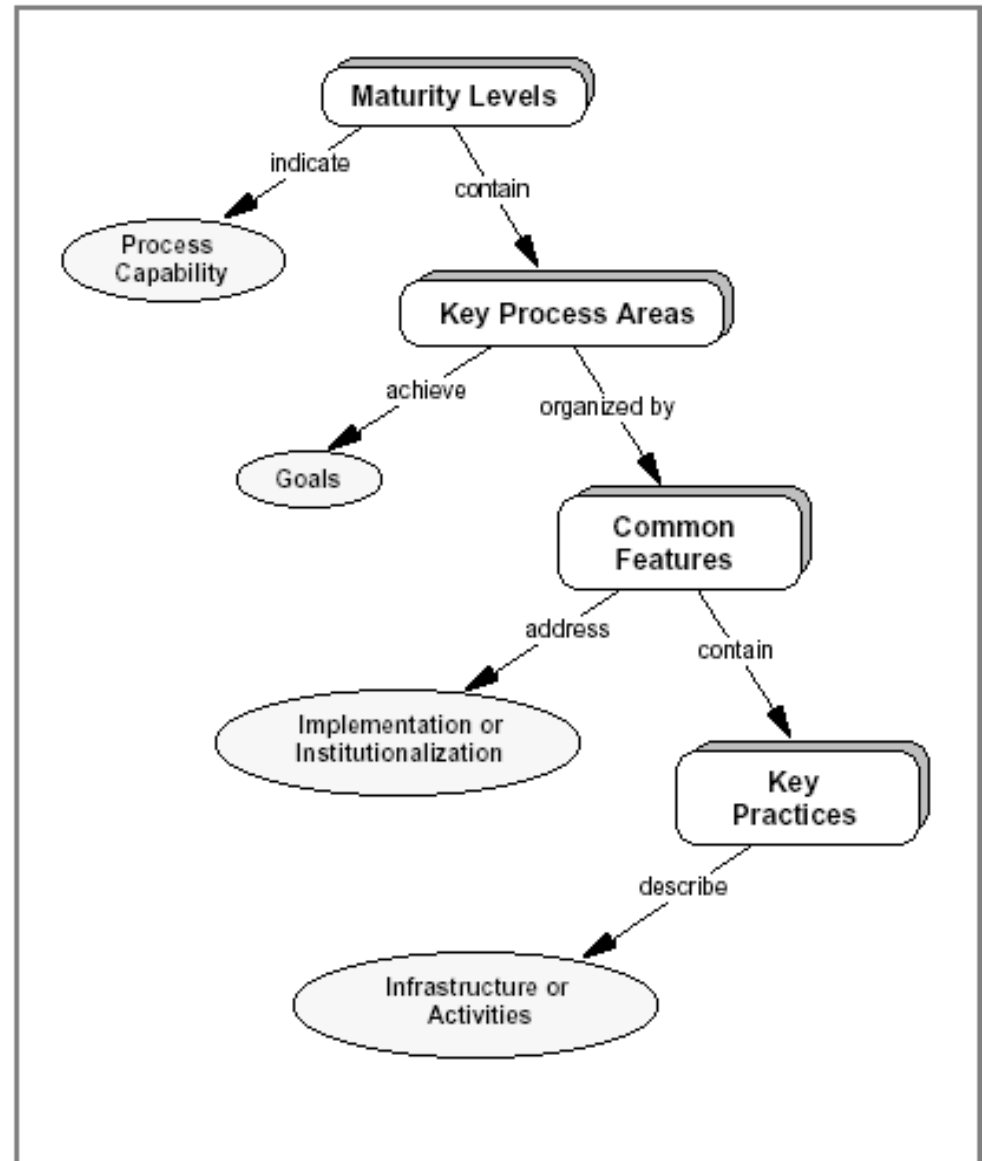 Maturity Levels
indicate
contain
Process
Capability
Key Process Areas
achieve
organized by
Goals
Common
Features
address
contain
Implementation or
Institutionalization
Key
Practices
describe
Infrastructure or
Activities